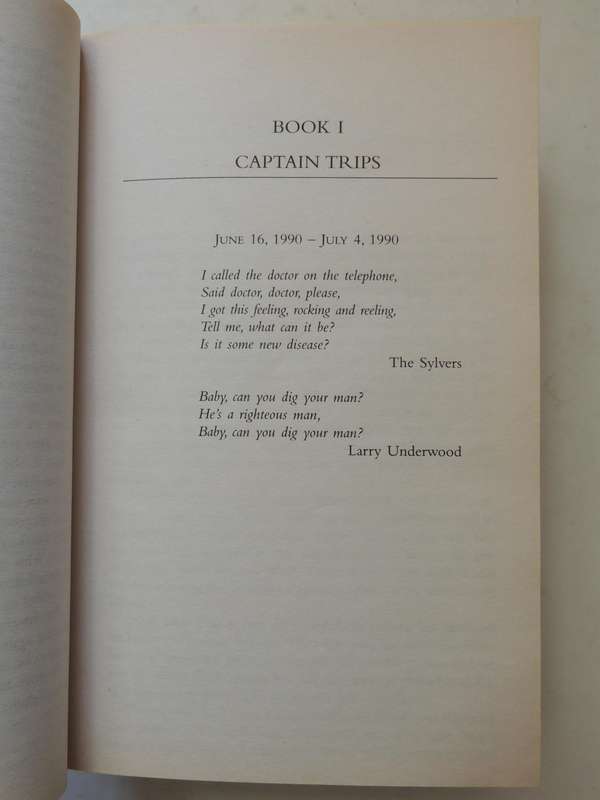 BOOK I
CAPTAIN TRIPS
June 16, 1990 – July 4, 1990
I called the doctor on the telephone,
Said doctor, doctor, please,
I got this feeling, rocking and reeling,
Tell me, what can it be?
Is it some new disease?
The Sylvers
Baby, can you dig your man?
He's a righteous man,
Baby, can you dig your man?
Larry Underwood